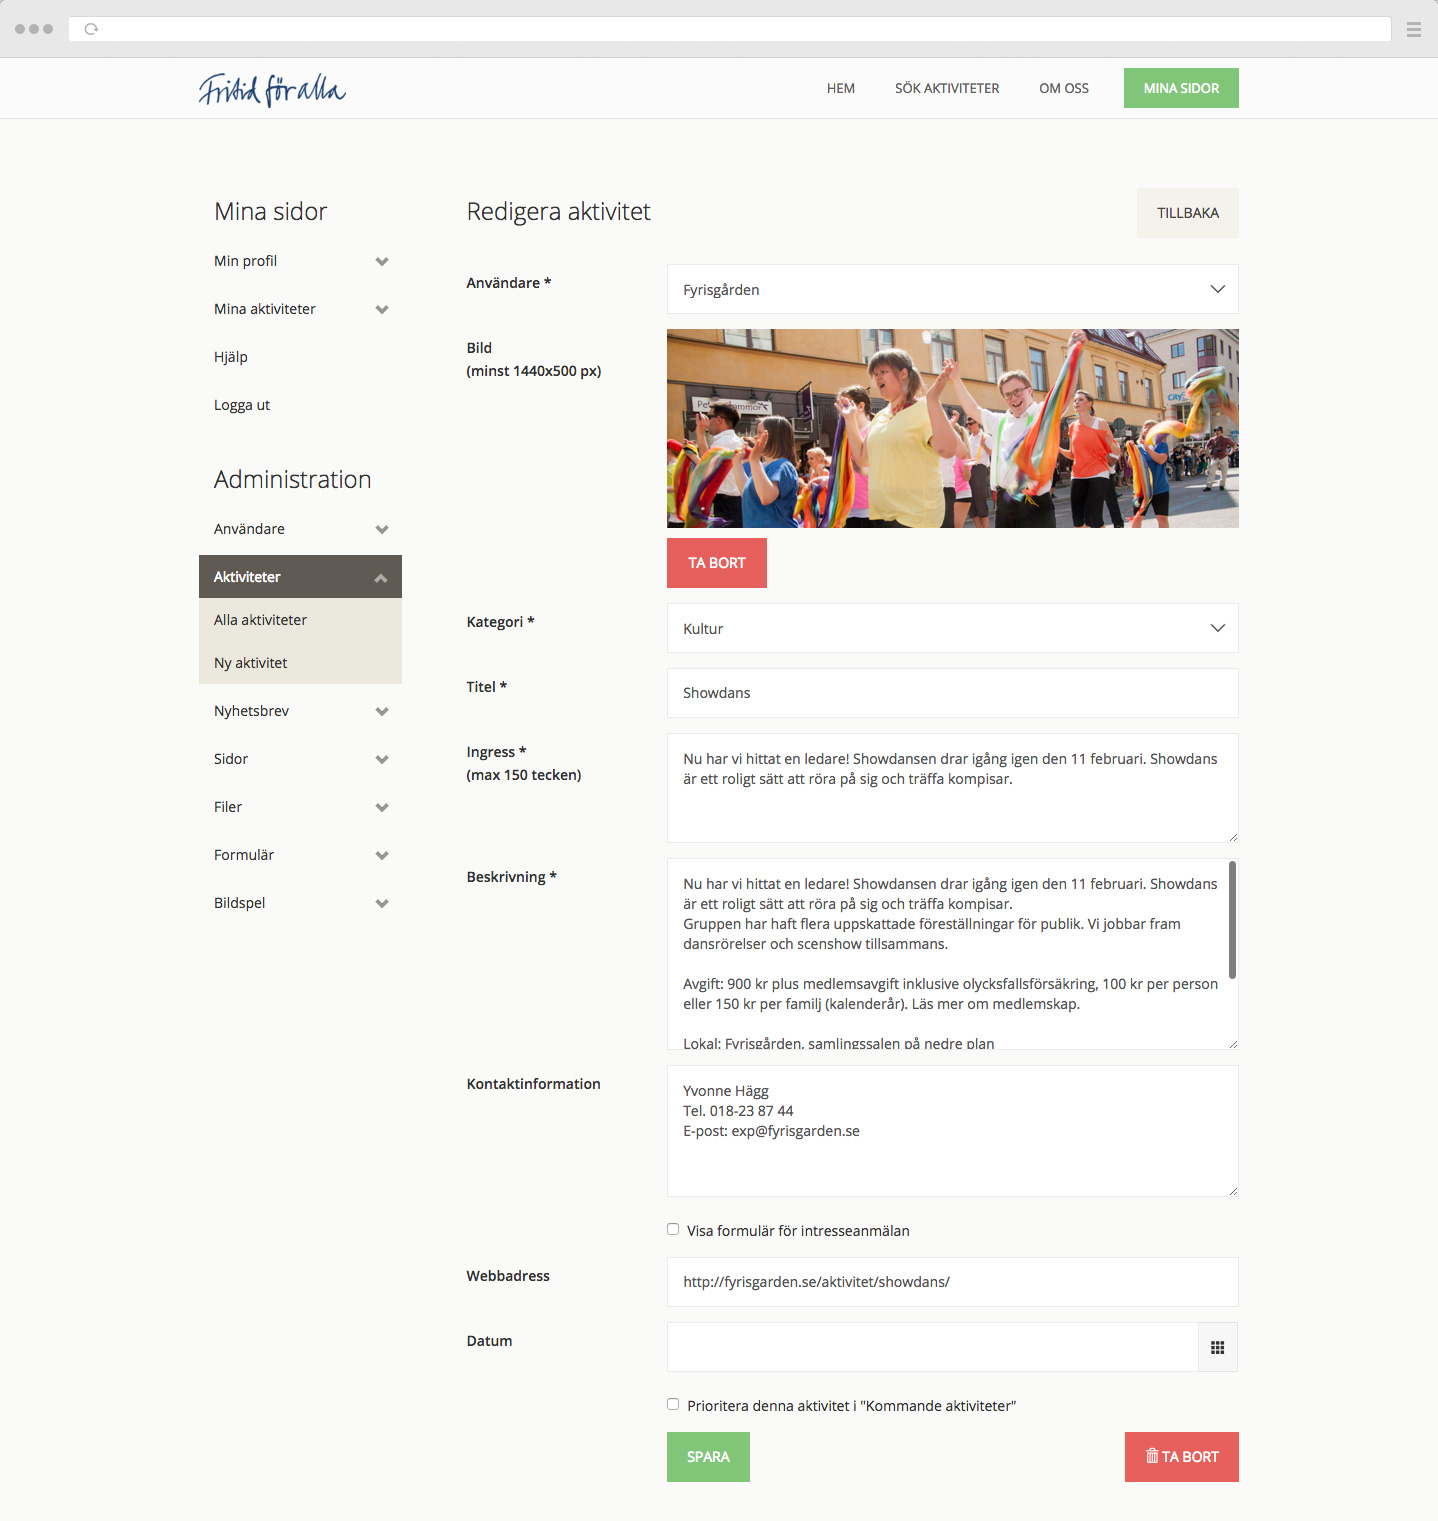 Fritid för alla
HEM
SÖK AKTIVITETER
OM OSS
MINA SIDOR
Mina sidor
Min profil
Mina aktiviteter
Hjälp
Logga ut
Administration
Användare
Aktiviteter
Alla aktiviteter
Ny aktivitet
Nyhetsbrev
Sidor
Filer
Formulär
Bildspel
Redigera aktivitet
TILLBAKA
Användare *
Fyrisgården
Bild
(minst 1440x500 px)
City
TA BORT
Kategori *
Kultur
Titel *
Showdans
Ingress *
(max 150 tecken)
Nu har vi hittat en ledare! Showdansen drar igång igen den 11 februari. Showdans
är ett roligt sätt att röra på sig och träffa kompisar.
Beskrivning *
Nu har vi hittat en ledare! Showdansen drar igång igen den 11 februari. Showdans
är ett roligt sätt att röra på sig och träffa kompisar.
Gruppen har haft flera uppskattade föreställningar för publik. Vi jobbar fram
dansrörelser och scenshow tillsammans.
Avgift: 900 kr plus medlemsavgift inklusive olycksfallsförsäkring, 100 kr per person
eller 150 kr per familj (kalenderår). Läs mer om medlemskap.
Lokal: Fyrisgården, samlingssalen på nedre plan
Kontaktinformation
Yvonne Hägg
Tel. 018-23 87 44
E-post: exp@fyrisgarden.se
Visa formulär för intresseanmälan
Webbadress
http://fyrisgarden.se/aktivitet/showdans/
Datum
Prioritera denna aktivitet i "Kommande aktiviteter"
SPARA
TA BORT